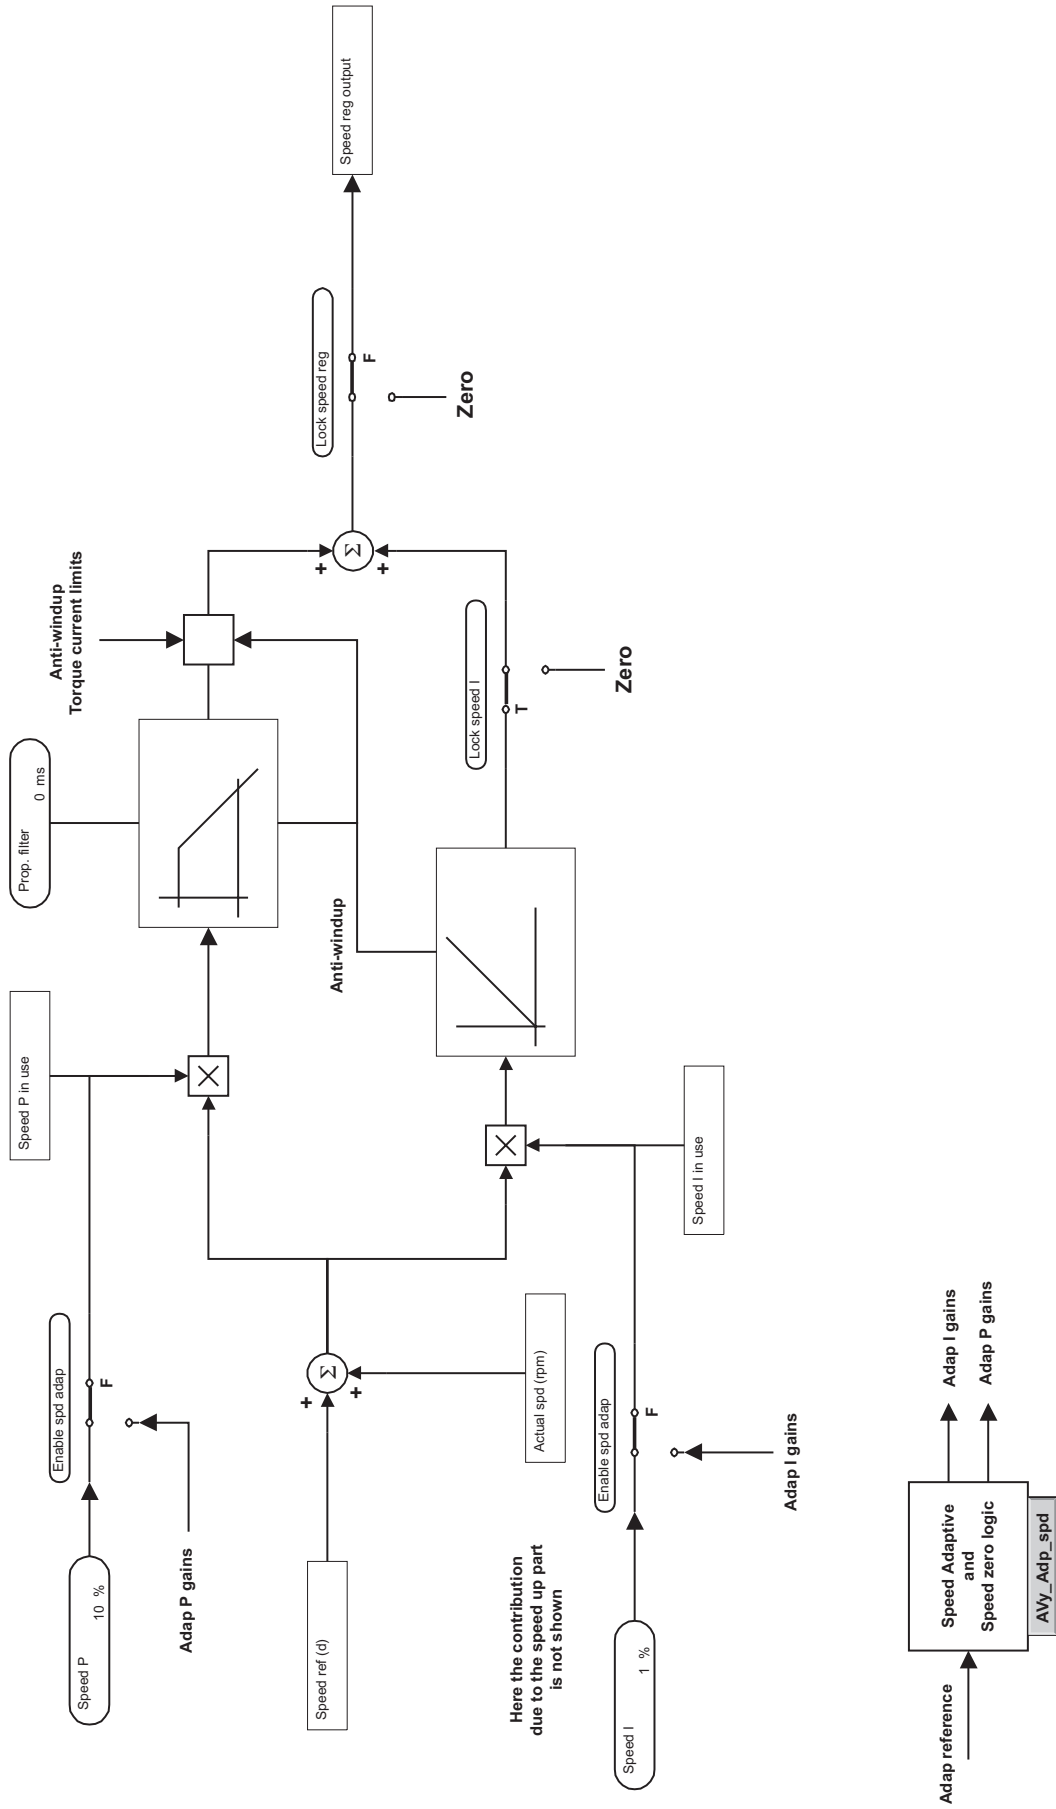 Speed P
10 %
Enable spd adap
F
Adap P gains
Speed P in use
Prop. filter
0 ms
Anti-windup
Torque current limits
Speed ref (d)
+
Σ
+
Actual spd (rpm)
Anti-windup
+
Σ
+
Lock speed reg
F
Zero
Speed reg output
Here the contribution
due to the speed up part
is not shown
Speed I
1 %
Enable spd adap
F
Adap I gains
Speed I in use
Lock speed I
T
Zero
Adap reference
Speed Adaptive
and
Speed zero logic
AVy_Adp_spd
Adap I gains
Adap P gains